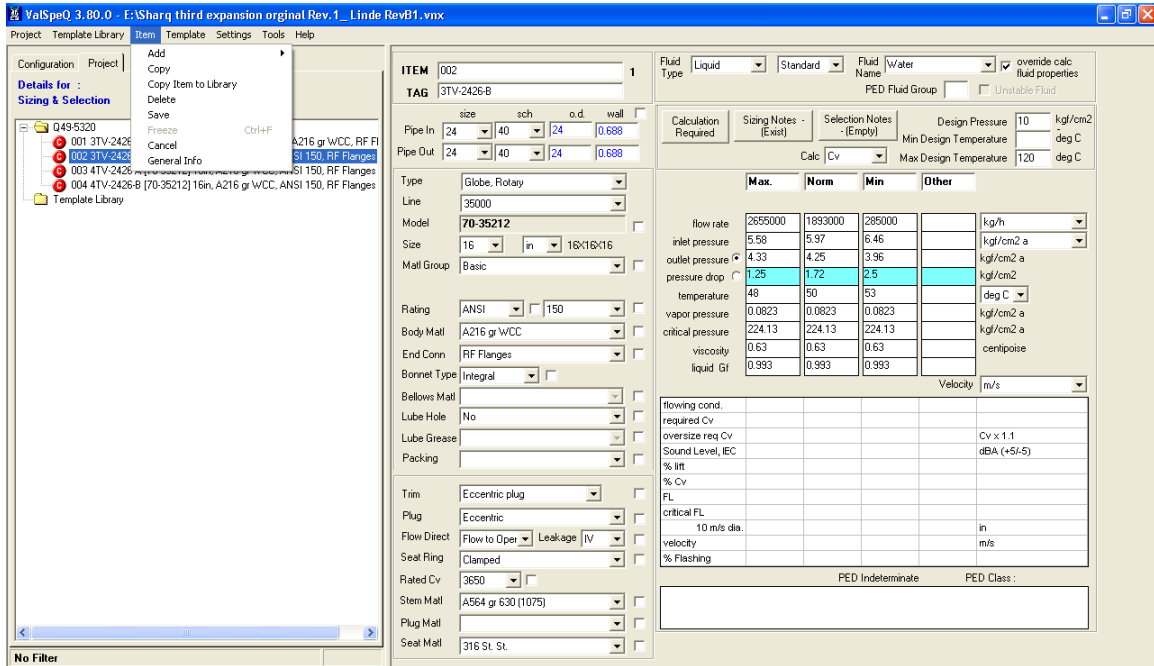 ValSpeQ 3.80.0 - E:\Sharq third expansion orginal Rev.1_ Linde RevB1.vnx
Project Template Library Item Template Settings Tools Help
Add
Copy
Copy Item to Library
Delete
Save
Freeze Ctrl+F
Cancel
General Info
Configuration Project
Details for :
Sizing & Selection
Q49-5320
001 3TV-2426 A216 gr WCC, RF Fl
002 3TV-2426 SI 150, RF Flanges
003 4TV-2426-A [70-35212] 16in, A216 gr WCC, ANSI 150, RF Flanges
004 4TV-2426-B [70-35212] 16in, A216 gr WCC, ANSI 150, RF Flanges
Template Library
No Filter
ITEM 002 1
TAG 3TV-2426-B
size sch o.d. wall
Pipe In 24 40 24 0.688
Pipe Out 24 40 24 0.688
Type Globe, Rotary
Line 35000
Model 70-35212
Size 16 in 16X16X16
Matl Group Basic
Rating ANSI 150
Body Matl A216 gr WCC
End Conn RF Flanges
Bonnet Type Integral
Bellows Matl
Lube Hole No
Lube Grease
Packing
Trim Eccentric plug
Plug Eccentric
Flow Direct Flow to Oper Leakage IV
Seat Ring Clamped
Rated Cv 3650
Stem Matl A564 gr 630 (1075)
Plug Matl
Seat Matl 316 St. St.
Fluid Type Liquid Standard Fluid Name Water override calc fluid properties
PED Fluid Group Unstable Fluid
Calculation Required Sizing Notes - (Exist) Selection Notes - (Empty) Design Pressure 10 kgf/cm2
Min Design Temperature deg C
Calc Cv Max Design Temperature 120 deg C
Max. Norm Min Other
flow rate 2655000 1893000 285000 kg/h
inlet pressure 5.58 5.97 6.46 kgf/cm2 a
outlet pressure 4.33 4.25 3.96 kgf/cm2 a
pressure drop 1.25 1.72 2.5 kgf/cm2
temperature 48 50 53 deg C
vapor pressure 0.0823 0.0823 0.0823 kgf/cm2 a
critical pressure 224.13 224.13 224.13 kgf/cm2 a
viscosity 0.63 0.63 0.63 centipoise
liquid Gf 0.993 0.993 0.993
Velocity m/s
flowing cond.
required Cv
oversize req Cv Cv x 1.1
Sound Level, IEC dBA (+5/-5)
% lift
% Cv
FL
critical FL
10 m/s dia. in
velocity m/s
% Flashing
PED Indeterminate PED Class :